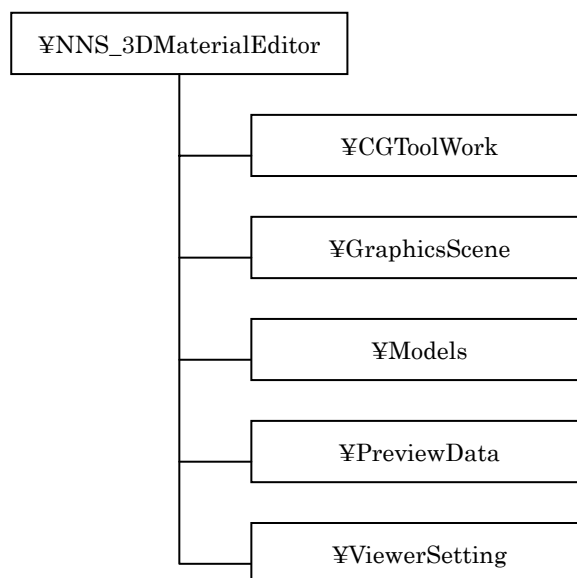 ¥NNS_3DMaterialEditor
¥CGToolWork
¥GraphicsScene
¥Models
¥PreviewData
¥ViewerSetting